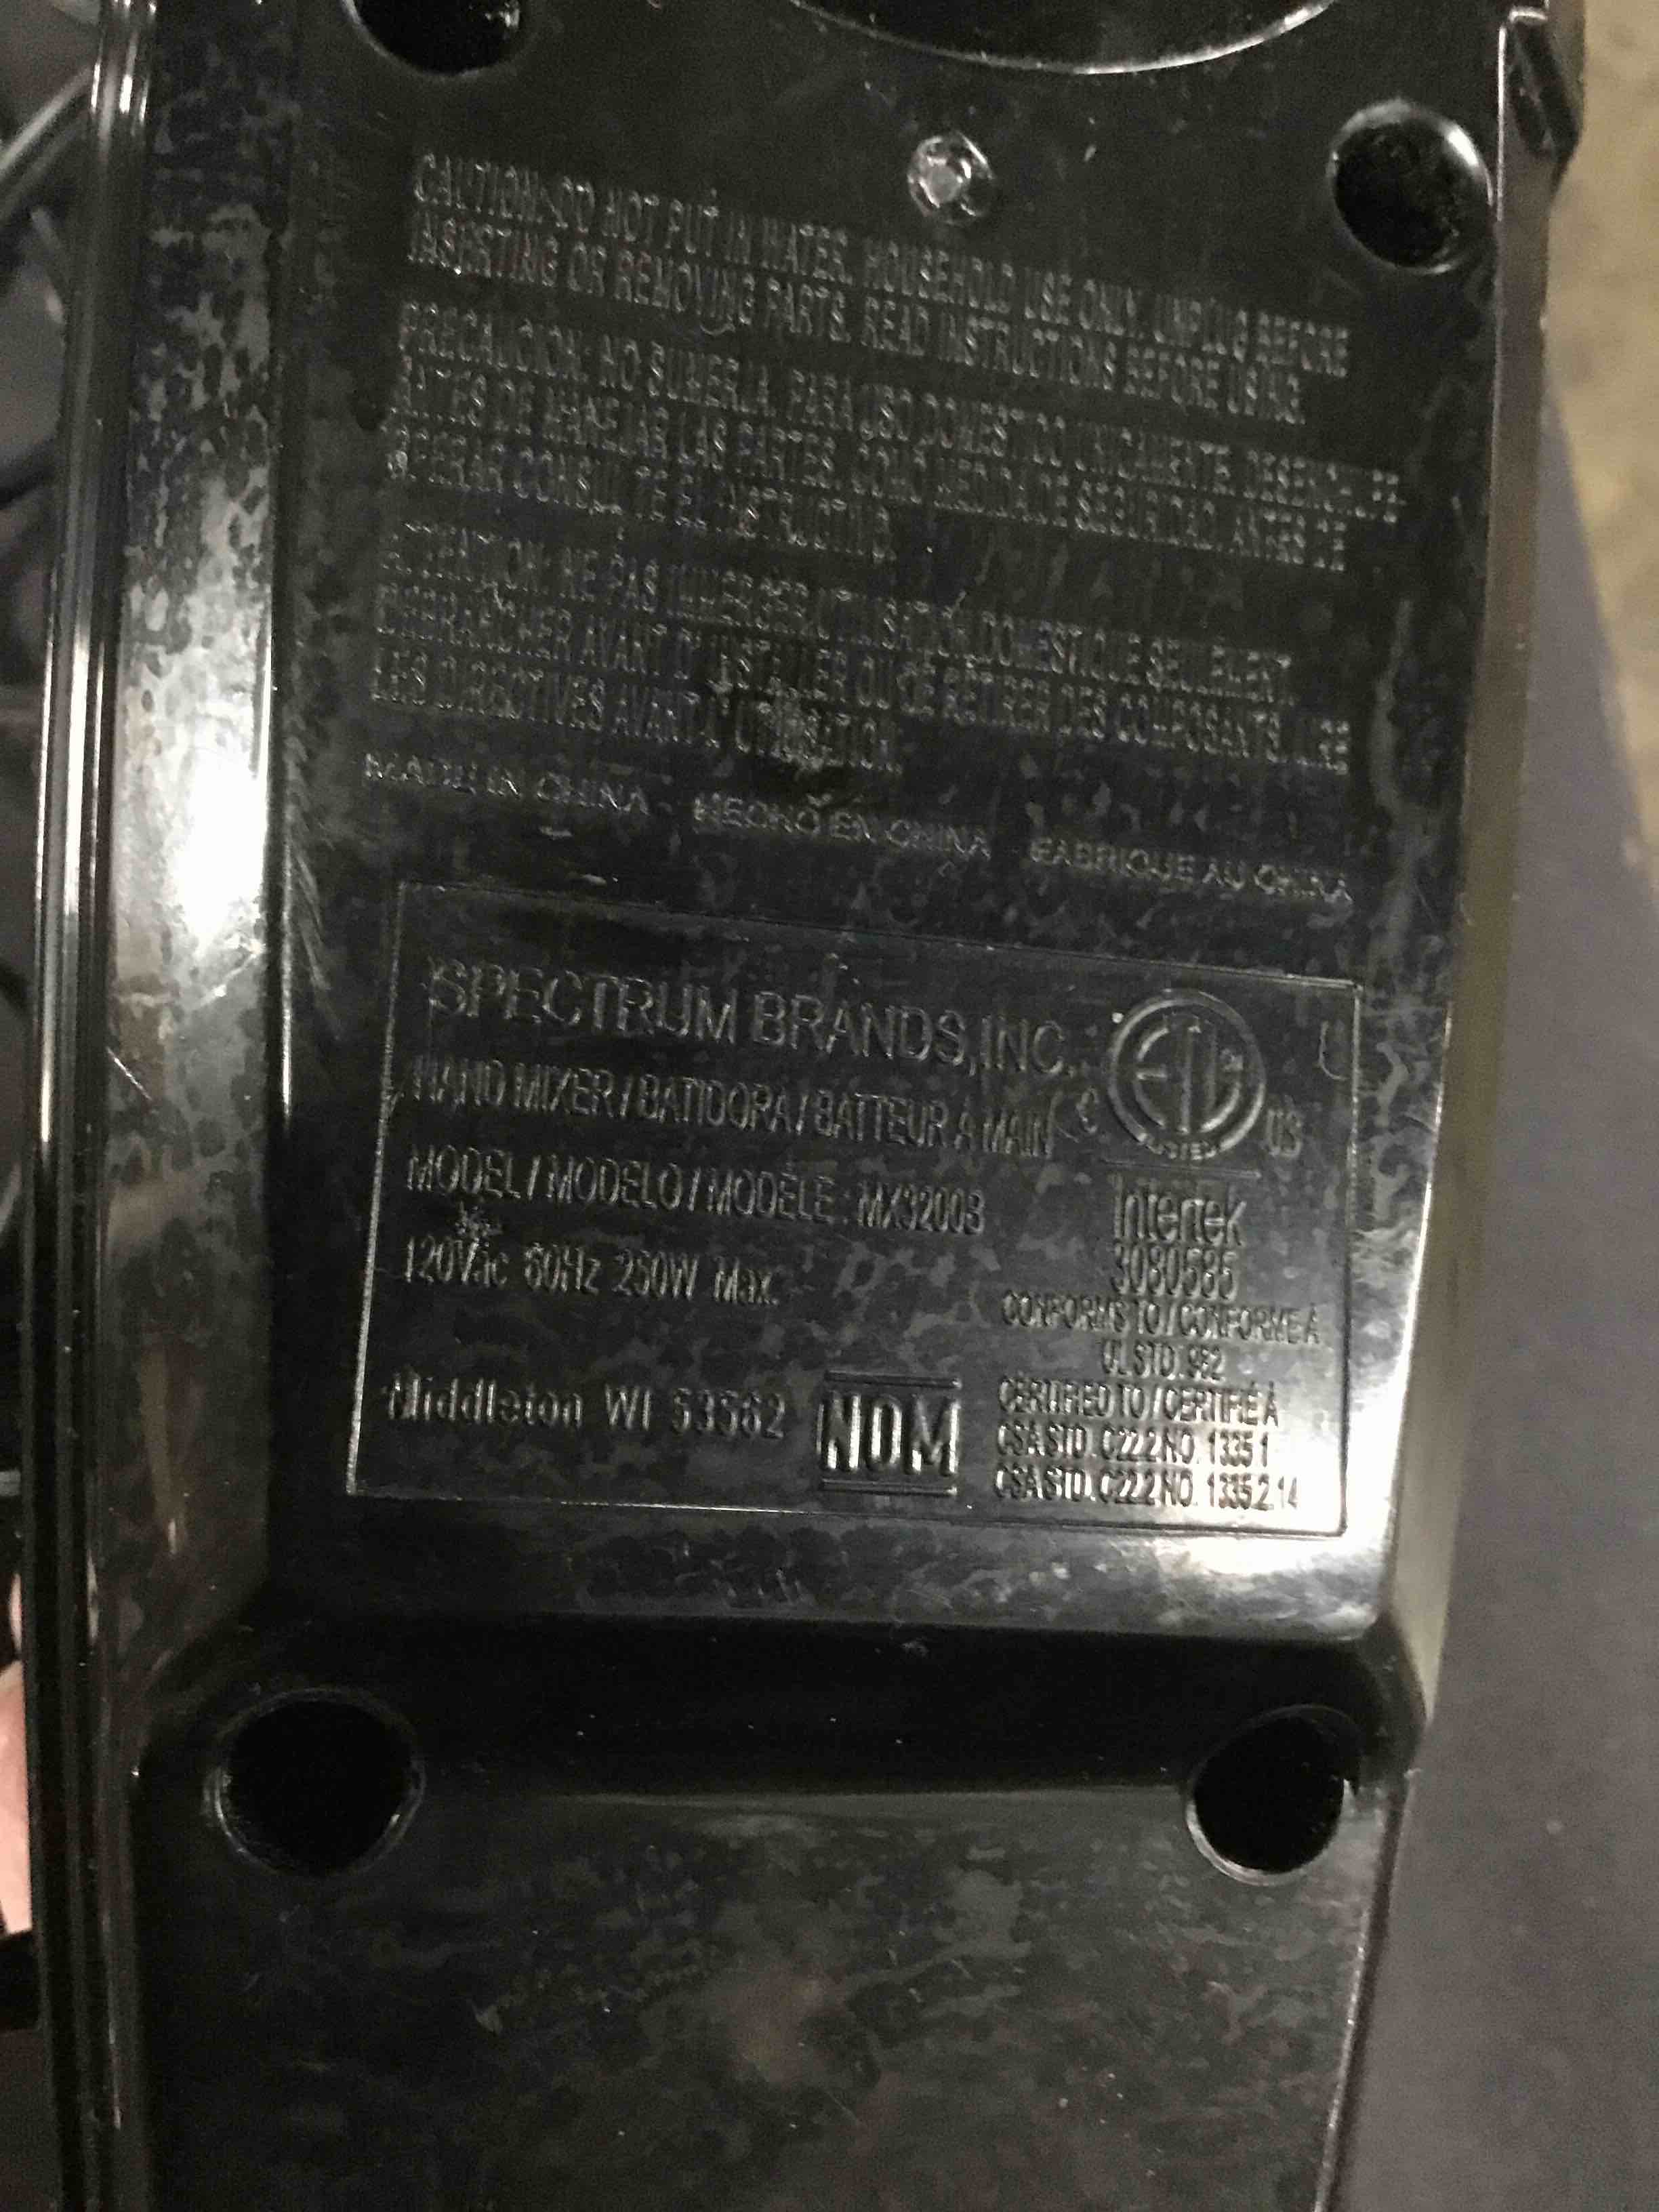 CAUTION: DO NOT PUT IN WATER. HOUSEHOLD USE ONLY. UNPLUG BEFORE
INSERTING OR REMOVING PARTS. READ INSTRUCTIONS BEFORE USING.
PRECAUCION: NO SUMERJA. PARA USO DOMESTICO UNICAMENTE. DESENCHUFE
ANTES DE MANEJAR LAS PARTES. COMO MEDIDA DE SEGURIDAD, ANTES DE
OPERAR CONSULTE EL INSTRUCTIVO.
ATTENTION: NE PAS IMMERGER. UTILISATION DOMESTIQUE SEULEMENT.
DEBRANCHER AVANT D'INSTALLER OU DE RETIRER DES COMPOSANTS. LIRE
LES DIRECTIVES AVANT L'UTILISATION.
MADE IN CHINA HECHO EN CHINA FABRIQUE AU CHINA
SPECTRUM BRANDS, INC.
HAND MIXER / BATIDORA / BATTEUR À MAIN
MODEL / MODELO / MODÈLE : MX3200B
120Vac 60Hz 250W Max.
Middleton WI 53562
NOM
C ETL US
LISTED
Intertek
3080585
CONFORMS TO / CONFORME À
UL STD. 982
CERTIFIED TO / CERTIFIÉ À
CSA STD. C22.2 NO. 1335.1
CSA STD. C22.2 NO. 1335.2.14